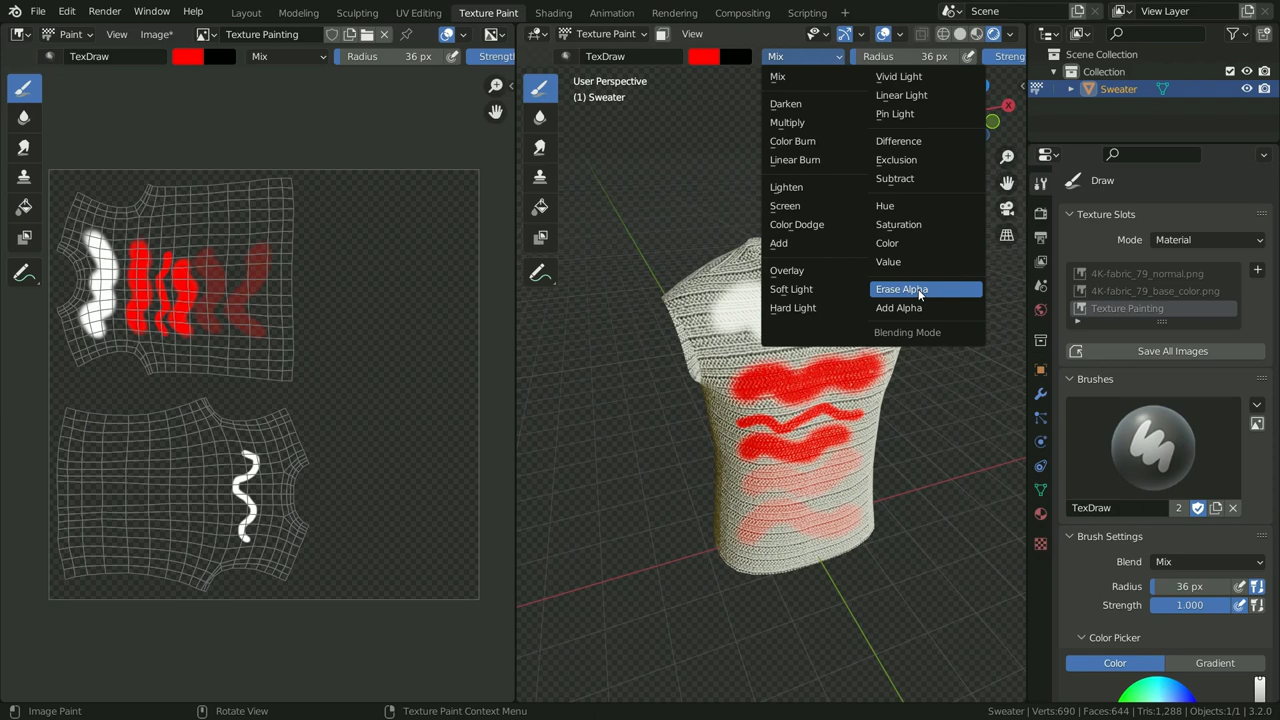 File Edit Render Window Help Layout Modeling Sculpting UV Editing Texture Paint Shading Animation Rendering Compositing Scripting + Scene View Layer
Paint View Image* Texture Painting Texture Paint View
TexDraw Mix Radius 36 px Strengt TexDraw Mix Radius 36 px Streng
User Perspective
(1) Sweater
Mix
Darken
Multiply
Color Burn
Linear Burn
Lighten
Screen
Color Dodge
Add
Overlay
Soft Light
Hard Light
Vivid Light
Linear Light
Pin Light
Difference
Exclusion
Subtract
Hue
Saturation
Color
Value
Erase Alpha
Add Alpha
Blending Mode
Scene Collection
Collection
Sweater
Draw
Texture Slots
Mode Material
4K-fabric_79_normal.png
4K-fabric_79_base_color.png
Texture Painting
Save All Images
Brushes
TexDraw 2
Brush Settings
Blend Mix
Radius 36 px
Strength 1.000
Color Picker
Color Gradient
Image Paint Rotate View Texture Paint Context Menu Sweater | Verts:690 | Faces:644 | Tris:1,288 | Objects:1/1 | 3.2.0